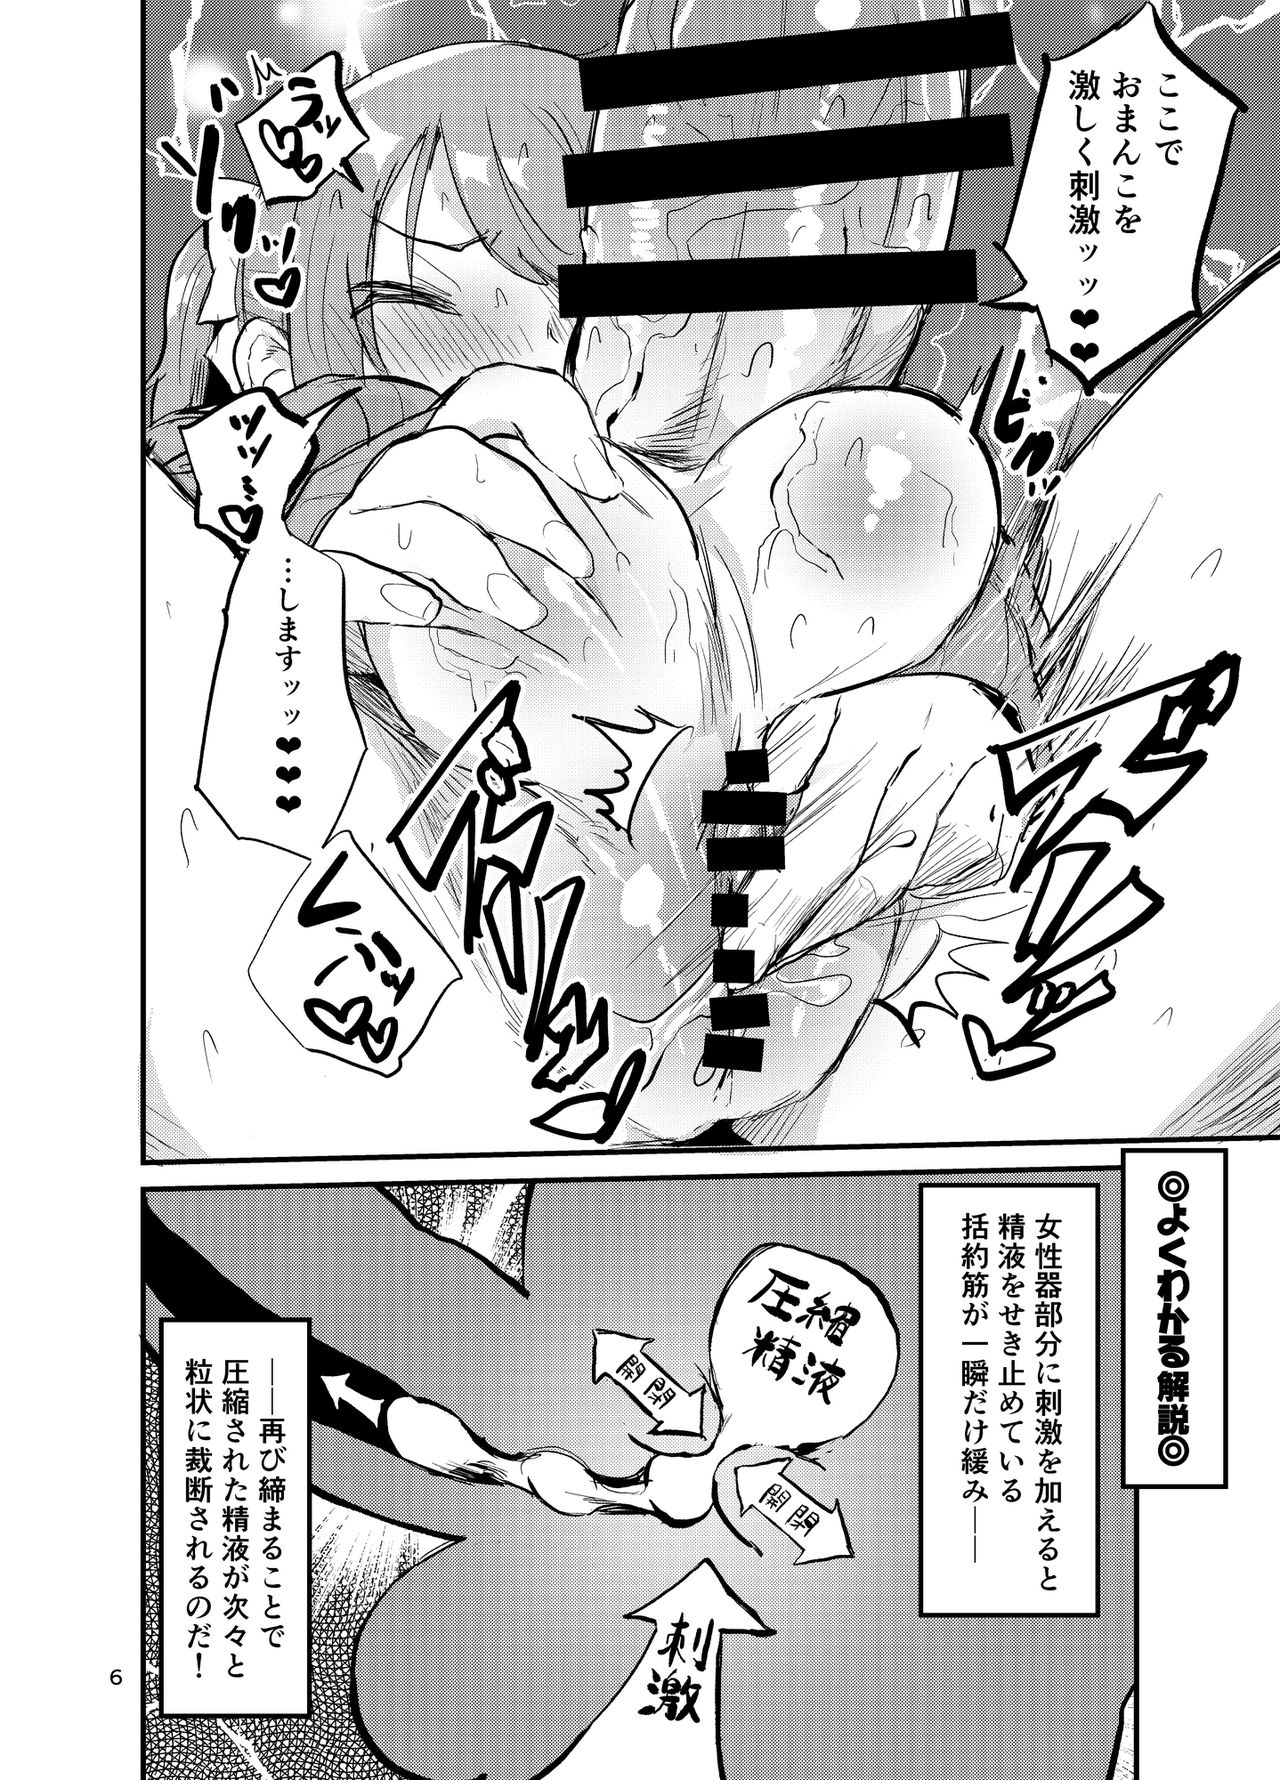 ここで
おまんこを
激しく刺激ッッ♥♥
…しますッッ♥♥♥
◎よくわかる解説◎
女性器部分に刺激を加えると
精液をせき止めている
括約筋が一瞬だけ緩み――
圧縮
精液
開閉
開閉
刺激
――再び締まることで
圧縮された精液が次々と
粒状に裁断されるのだ！
6